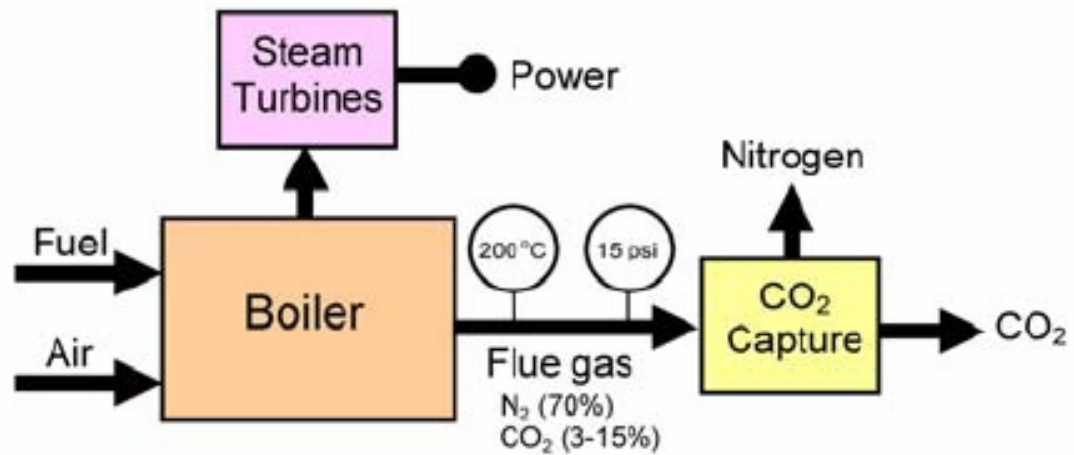 Steam
Turbines
Power
Nitrogen
Fuel
200 °C
15 psi
Boiler
CO₂
Capture
CO₂
Air
Flue gas
N₂ (70%)
CO₂ (3-15%)